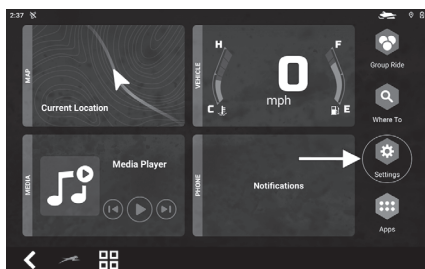 2:37
MAP
Current Location
VEHICLE
H
F
0
mph
C
E
Group Ride
Where To
MEDIA
Media Player
PHONE
Notifications
Settings
Apps